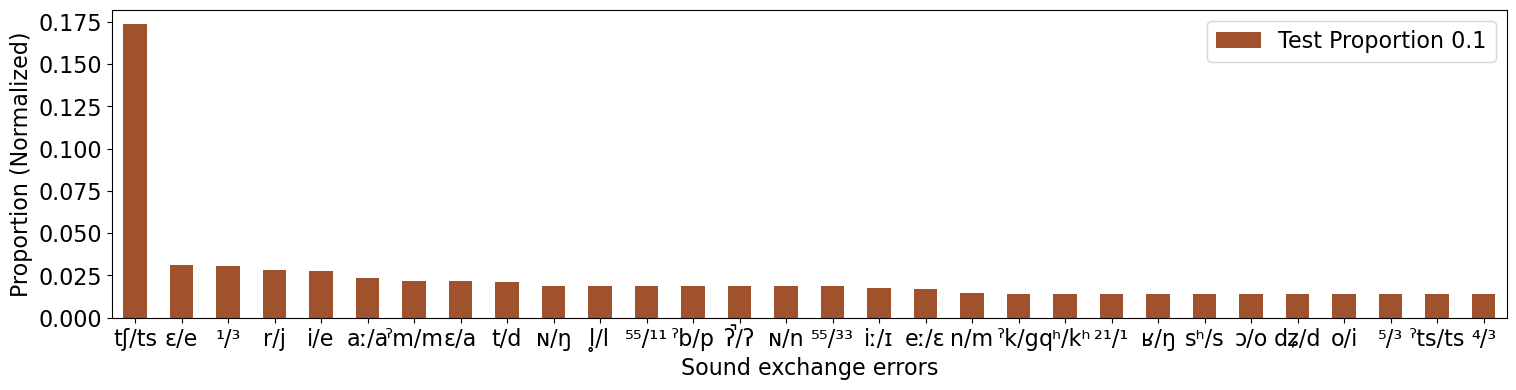 Proportion (Normalized)
0.175
0.150
0.125
0.100
0.075
0.050
0.025
0.000
Test Proportion 0.1
tʃ/ts ɛ/e ¹/³ r/j i/e aː/a ˀm/m ɛ/a t/d ɴ/ŋ l̥/l ⁵⁵/¹¹ ˀb/p ʔ̚/ʔ ɴ/n ⁵⁵/³³ iː/ɪ eː/ɛ n/m ˀk/g qʰ/kʰ ²¹/¹ ʁ/ŋ sʰ/s ɔ/o dʐ/d o/i ⁵/³ ˀts/ts ⁴/³
Sound exchange errors